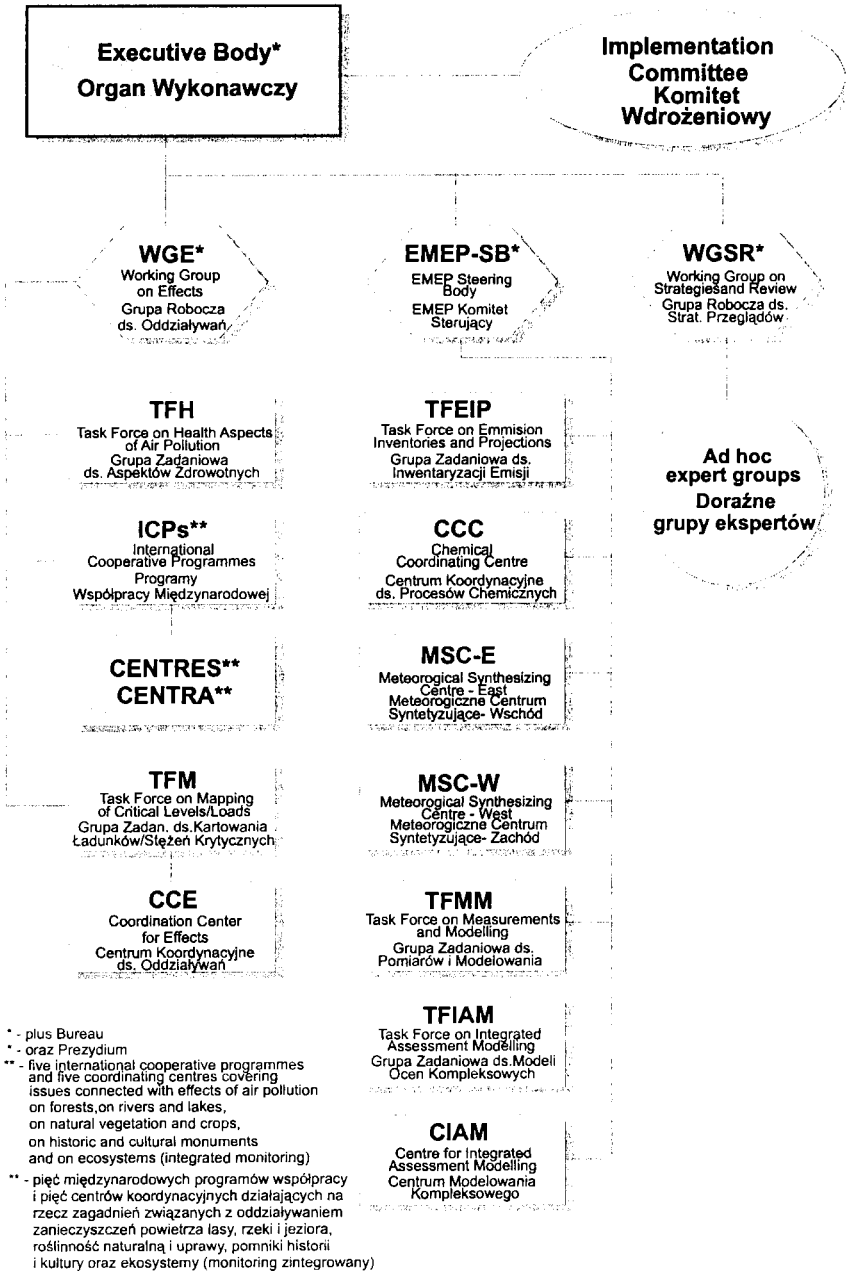 Executive Body*
Organ Wykonawczy
Implementation
Committee
Komitet
Wdrożeniowy
WGE*
Working Group
on Effects
Grupa Robocza
ds. Oddziaływań
EMEP-SB*
EMEP Steering
Body
EMEP Komitet
Sterujący
WGSR*
Working Group on
Strategiesand Review
Grupa Robocza ds.
Strat. Przeglądów
TFH
Task Force on Health Aspects
of Air Pollution
Grupa Zadaniowa
ds. Aspektów Zdrowotnych
ICPs**
International
Cooperative Programmes
Programy
Współpracy Międzynarodowej
CENTRES**
CENTRA**
TFM
Task Force on Mapping
of Critical Levels/Loads
Grupa Zadan. ds.Kartowania
Ładunków/Stężeń Krytycznych
CCE
Coordination Center
for Effects
Centrum Koordynacyjne
ds. Oddziaływań
TFEIP
Task Force on Emmision
Inventories and Projections
Grupa Zadaniowa ds.
Inwentaryzacji Emisji
CCC
Chemical
Coordinating Centre
Centrum Koordynacyjne
ds. Procesów Chemicznych
MSC-E
Meteorogical Synthesizing
Centre - East
Meteorogiczne Centrum
Syntetyzujące- Wschód
MSC-W
Meteorogical Synthesizing
Centre - West
Meteorogiczne Centrum
Syntetyzujące- Zachód
TFMM
Task Force on Measurements
and Modelling
Grupa Zadaniowa ds.
Pomiarów i Modelowania
TFIAM
Task Force on Integrated
Assessment Modelling
Grupa Zadaniowa ds.Modeli
Ocen Kompleksowych
CIAM
Centre for Integrated
Assessment Modelling
Centrum Modelowania
Kompleksowego
Ad hoc
expert groups
Doraźne
grupy ekspertów
* - plus Bureau
* - oraz Prezydium
** - five international cooperative programmes
and five coordinating centres covering
issues connected with effects of air pollution
on forests,on rivers and lakes,
on natural vegetation and crops,
on historic and cultural monuments
and on ecosystems (integrated monitoring)
** - pięć międzynarodowych programów współpracy
i pięć centrów koordynacyjnych działających na
rzecz zagadnień związanych z oddziaływaniem
zanieczyszczeń powietrza lasy, rzeki i jeziora,
roślinność naturalną i uprawy, pomniki historii
i kultury oraz ekosystemy (monitoring zintegrowany)